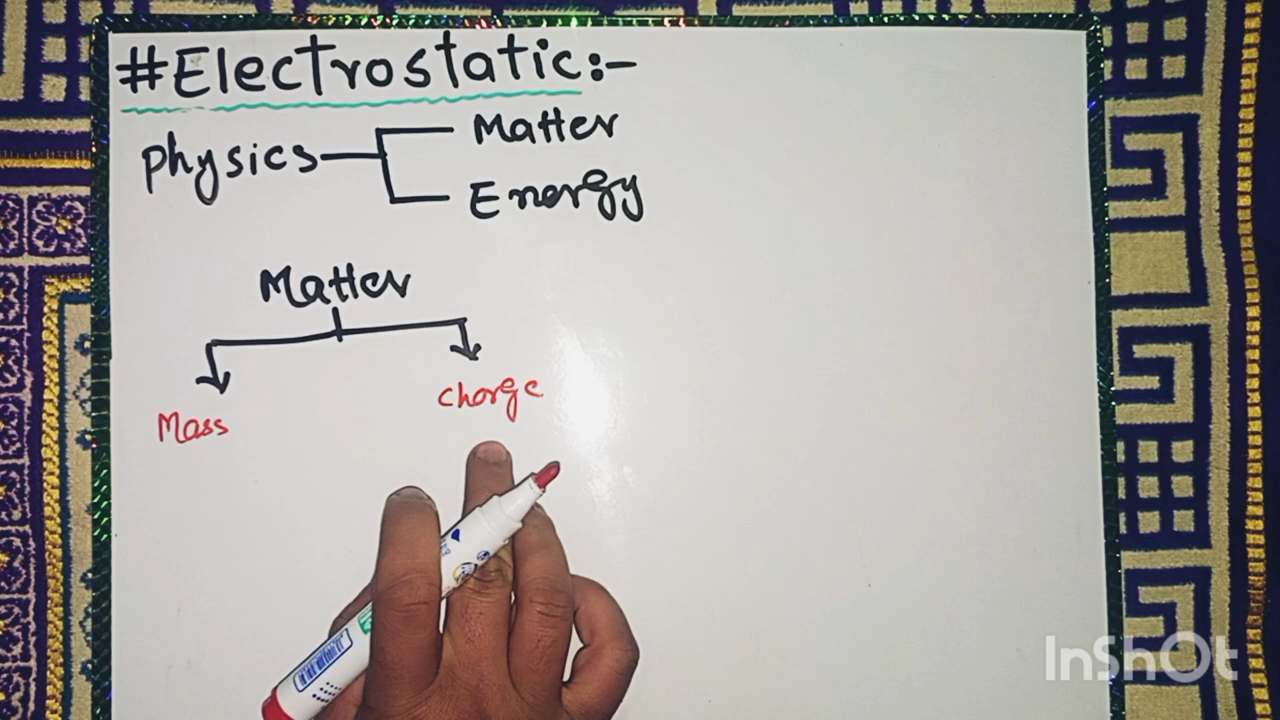 #Electrostatic:-
Physics
Matter
Energy
Matter
Mass
Charge
InShOt